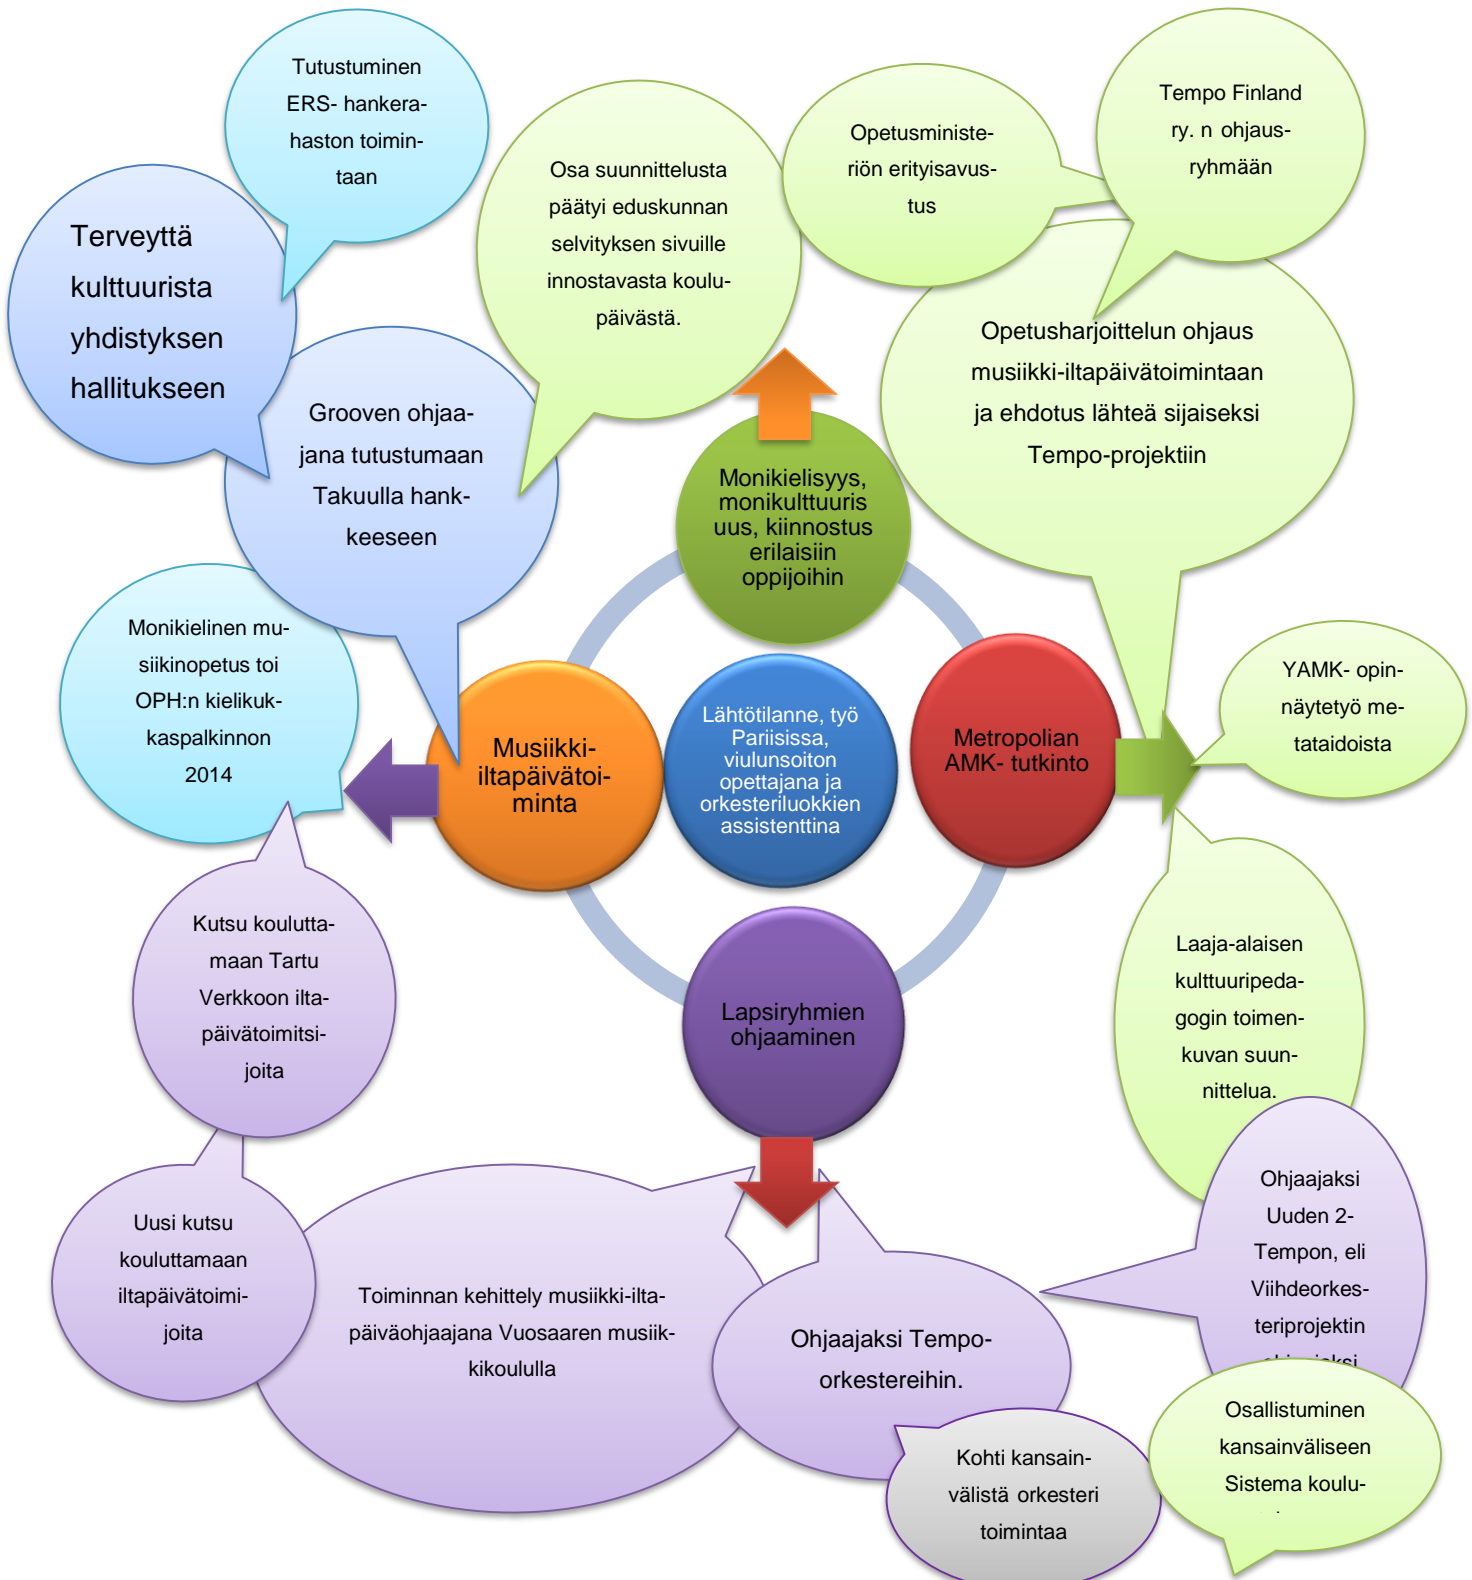 Tutustuminen
ERS- hankera-
haston toimin-
taan
Terveyttä
kulttuurista
yhdistyksen
hallitukseen
Osa suunnittelusta
päätyi eduskunnan
selvityksen sivuille
innostavasta koulu-
päivästä.
Opetusministe-
riön erityisavus-
tus
Tempo Finland
ry. n ohjaus-
ryhmään
Opetusharjoittelun ohjaus
musiikki-iltapäivätoimintaan
ja ehdotus lähteä sijaiseksi
Tempo-projektiin
Grooven ohjaa-
jana tutustumaan
Takuulla hank-
keeseen
Monikielisyys,
monikulttuuris
uus, kiinnostus
erilaisiin
oppijoihin
Monikielinen mu-
siikinopetus toi
OPH:n kielikuk-
kaspalkinnon
2014
Musiikki-
iltapäivätoi-
minta
Lähtötilanne, työ
Pariisissa,
viulunsoiton
opettajana ja
orkesteriluokkien
assistenttina
Metropolian
AMK- tutkinto
YAMK- opin-
näytetyö me-
tataidoista
Kutsu koulutta-
maan Tartu
Verkkoon ilta-
päivätoimitsi-
joita
Lapsiryhmien
ohjaaminen
Laaja-alaisen
kulttuuripeda-
gogin toimen-
kuvan suun-
nittelua.
Uusi kutsu
kouluttamaan
iltapäivätoimi-
joita
Toiminnan kehittely musiikki-ilta-
päiväohjaajana Vuosaaren musiik-
kikoululla
Ohjaajaksi Tempo-
orkestereihin.
Ohjaajaksi
Uuden 2-
Tempon, eli
Viihdeorkes-
teriprojektin
Kohti kansain-
välistä orkesteri
toimintaa
Osallistuminen
kansainväliseen
Sistema koulu-